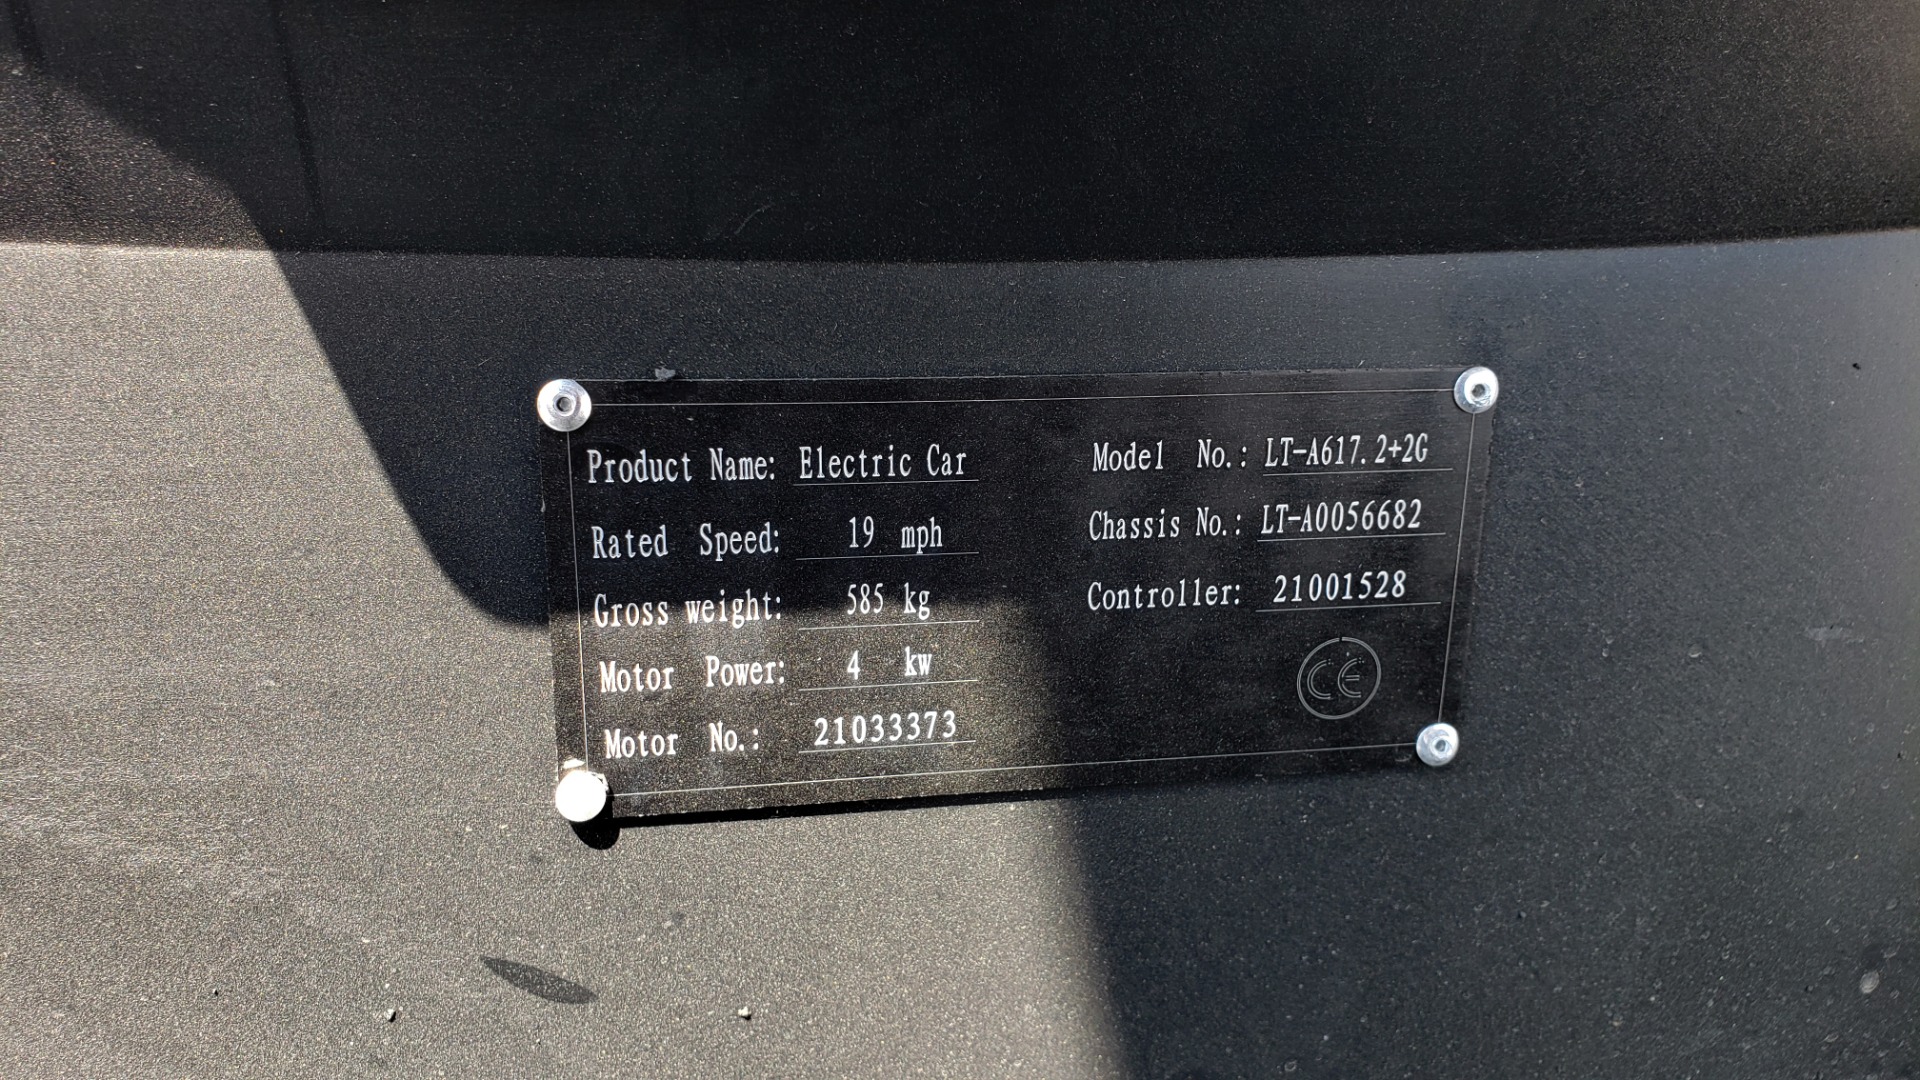 Product Name: Electric Car
Rated Speed: 19 mph
Gross weight: 585 kg
Motor Power: 4 kw
Motor No.: 21033373
Model No.: LT-A617.2+2G
Chassis No.: LT-A0056682
Controller: 21001528
CE